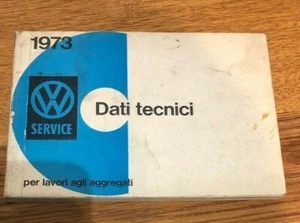 1973
VW
SERVICE
Dati tecnici
per lavori agli aggregati